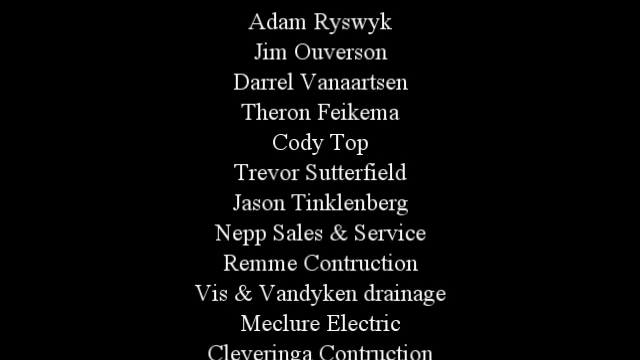 Adam Ryswyk
Jim Ouverson
Darrel Vanaartsen
Theron Feikema
Cody Top
Trevor Sutterfield
Jason Tinklenberg
Nepp Sales & Service
Remme Contruction
Vis & Vandyken drainage
Meclure Electric
Cleveringa Contruction